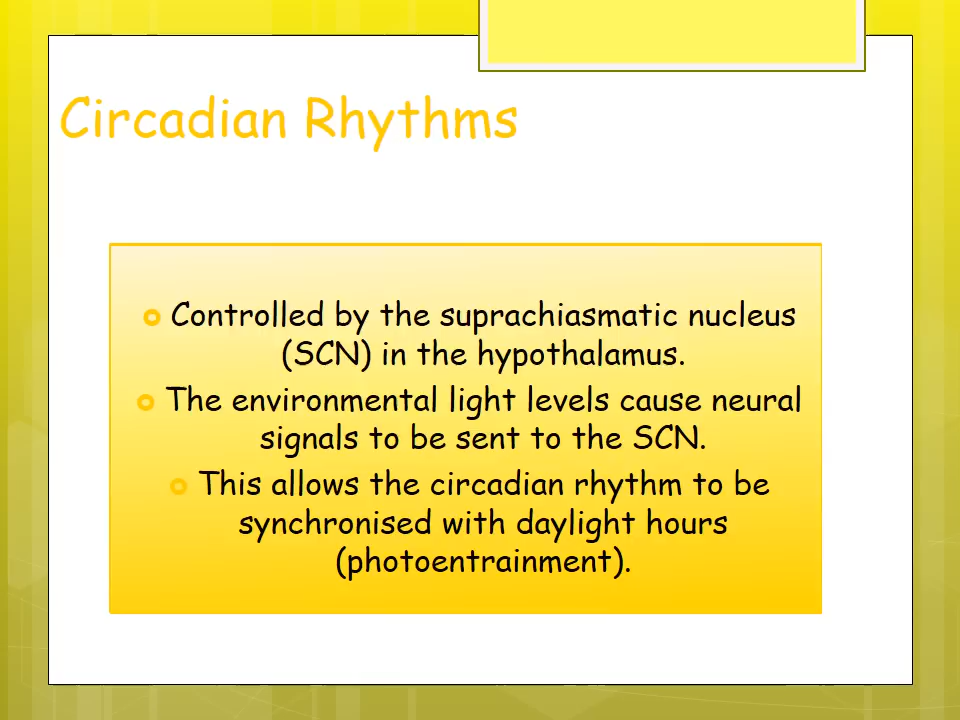 Circadian Rhythms
Controlled by the suprachiasmatic nucleus
(SCN) in the hypothalamus.
The environmental light levels cause neural
signals to be sent to the SCN.
This allows the circadian rhythm to be
synchronised with daylight hours
(photoentrainment).